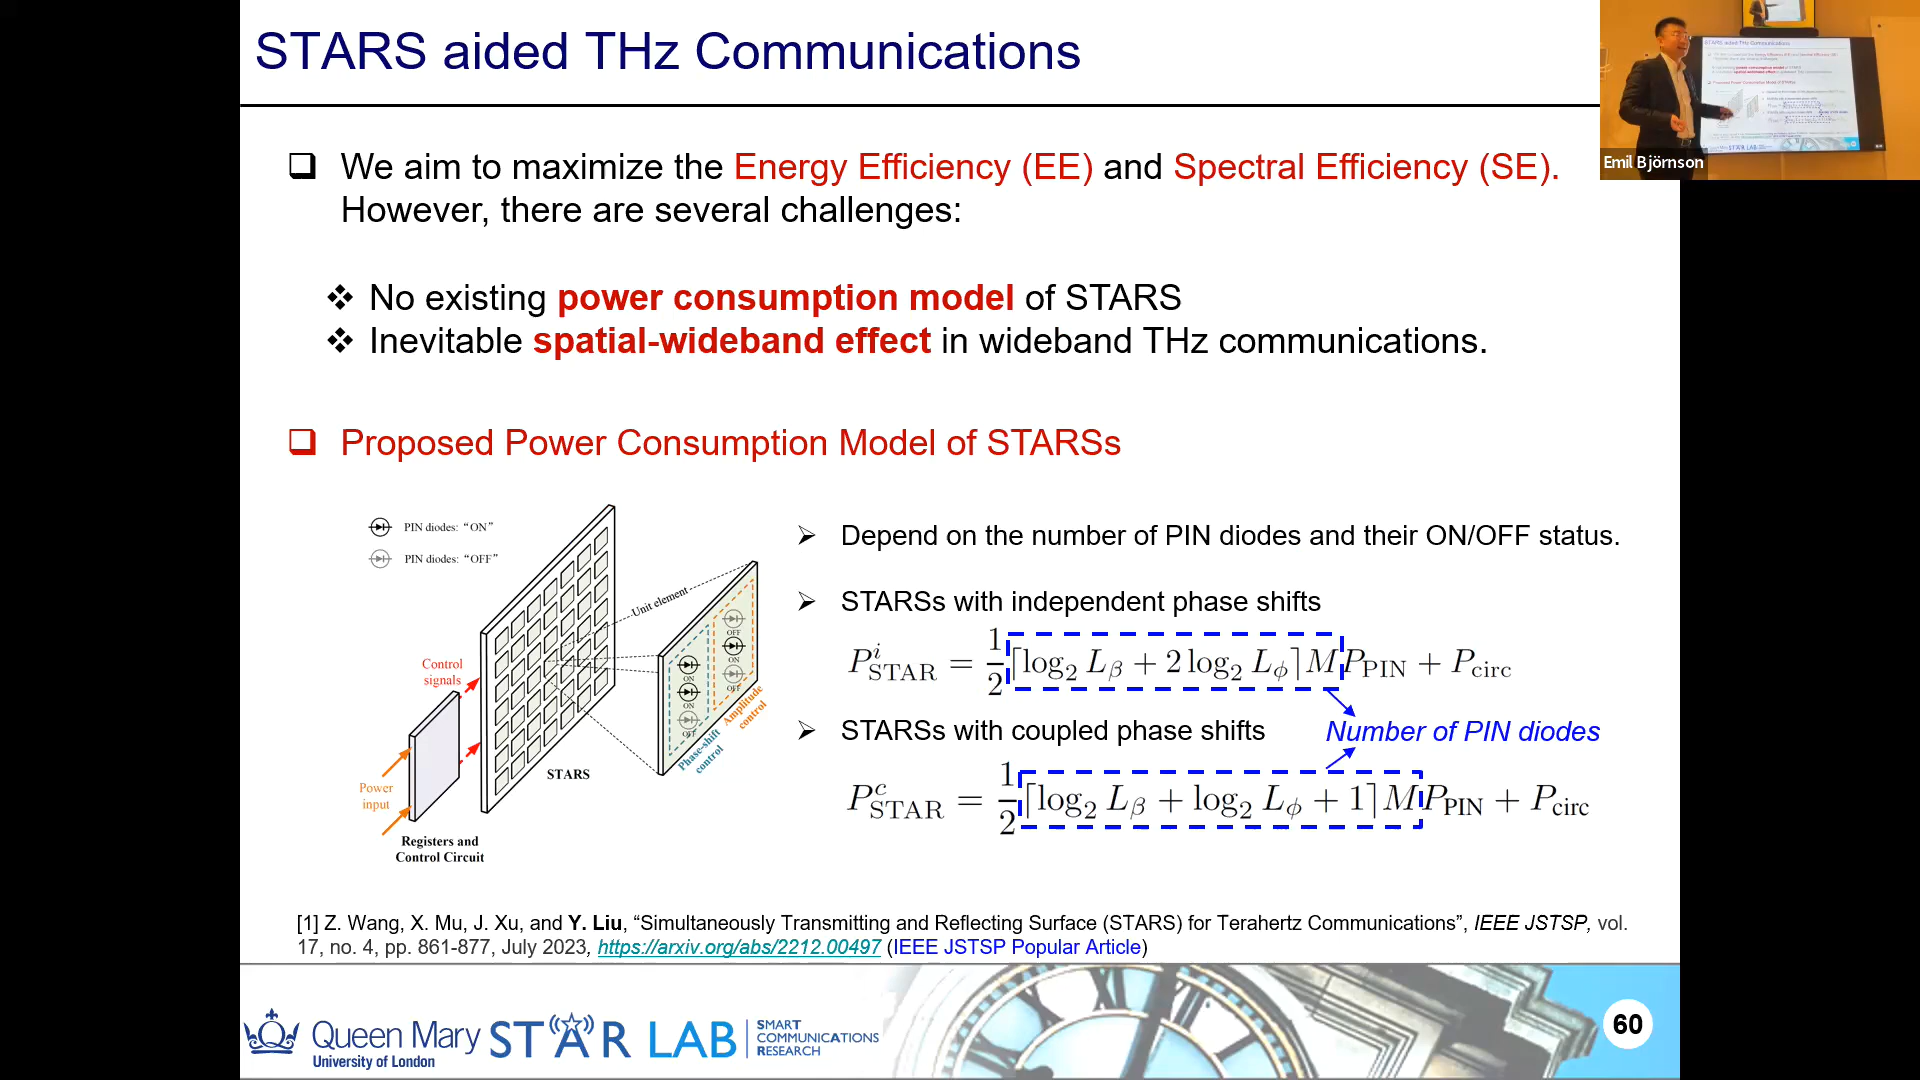 STARS aided THz Communications
We aim to maximize the Energy Efficiency (EE) and Spectral Efficiency (SE).
However, there are several challenges:
No existing power consumption model of STARS
Inevitable spatial-wideband effect in wideband THz communications.
Proposed Power Consumption Model of STARSs
PIN diodes: “ON”
PIN diodes: “OFF”
Unit element
OFF
ON
OFF
ON
ON
OFF
Amplitude control
Phase-shift control
Control signals
STARS
Power input
Registers and
Control Circuit
Depend on the number of PIN diodes and their ON/OFF status.
STARSs with independent phase shifts
P^i_STAR = 1/2 ⌈log₂ L_β + 2 log₂ L_ϕ⌉ M P_PIN + P_circ
STARSs with coupled phase shifts
Number of PIN diodes
P^c_STAR = 1/2 ⌈log₂ L_β + log₂ L_ϕ + 1⌉ M P_PIN + P_circ
[1] Z. Wang, X. Mu, J. Xu, and Y. Liu, “Simultaneously Transmitting and Reflecting Surface (STARS) for Terahertz Communications”, IEEE JSTSP, vol.
17, no. 4, pp. 861-877, July 2023, https://arxiv.org/abs/2212.00497 (IEEE JSTSP Popular Article)
Queen Mary
University of London
STAR LAB
SMART
COMMUNICATIONS
RESEARCH
60
Emil Björnson
STARS aided THz Communications